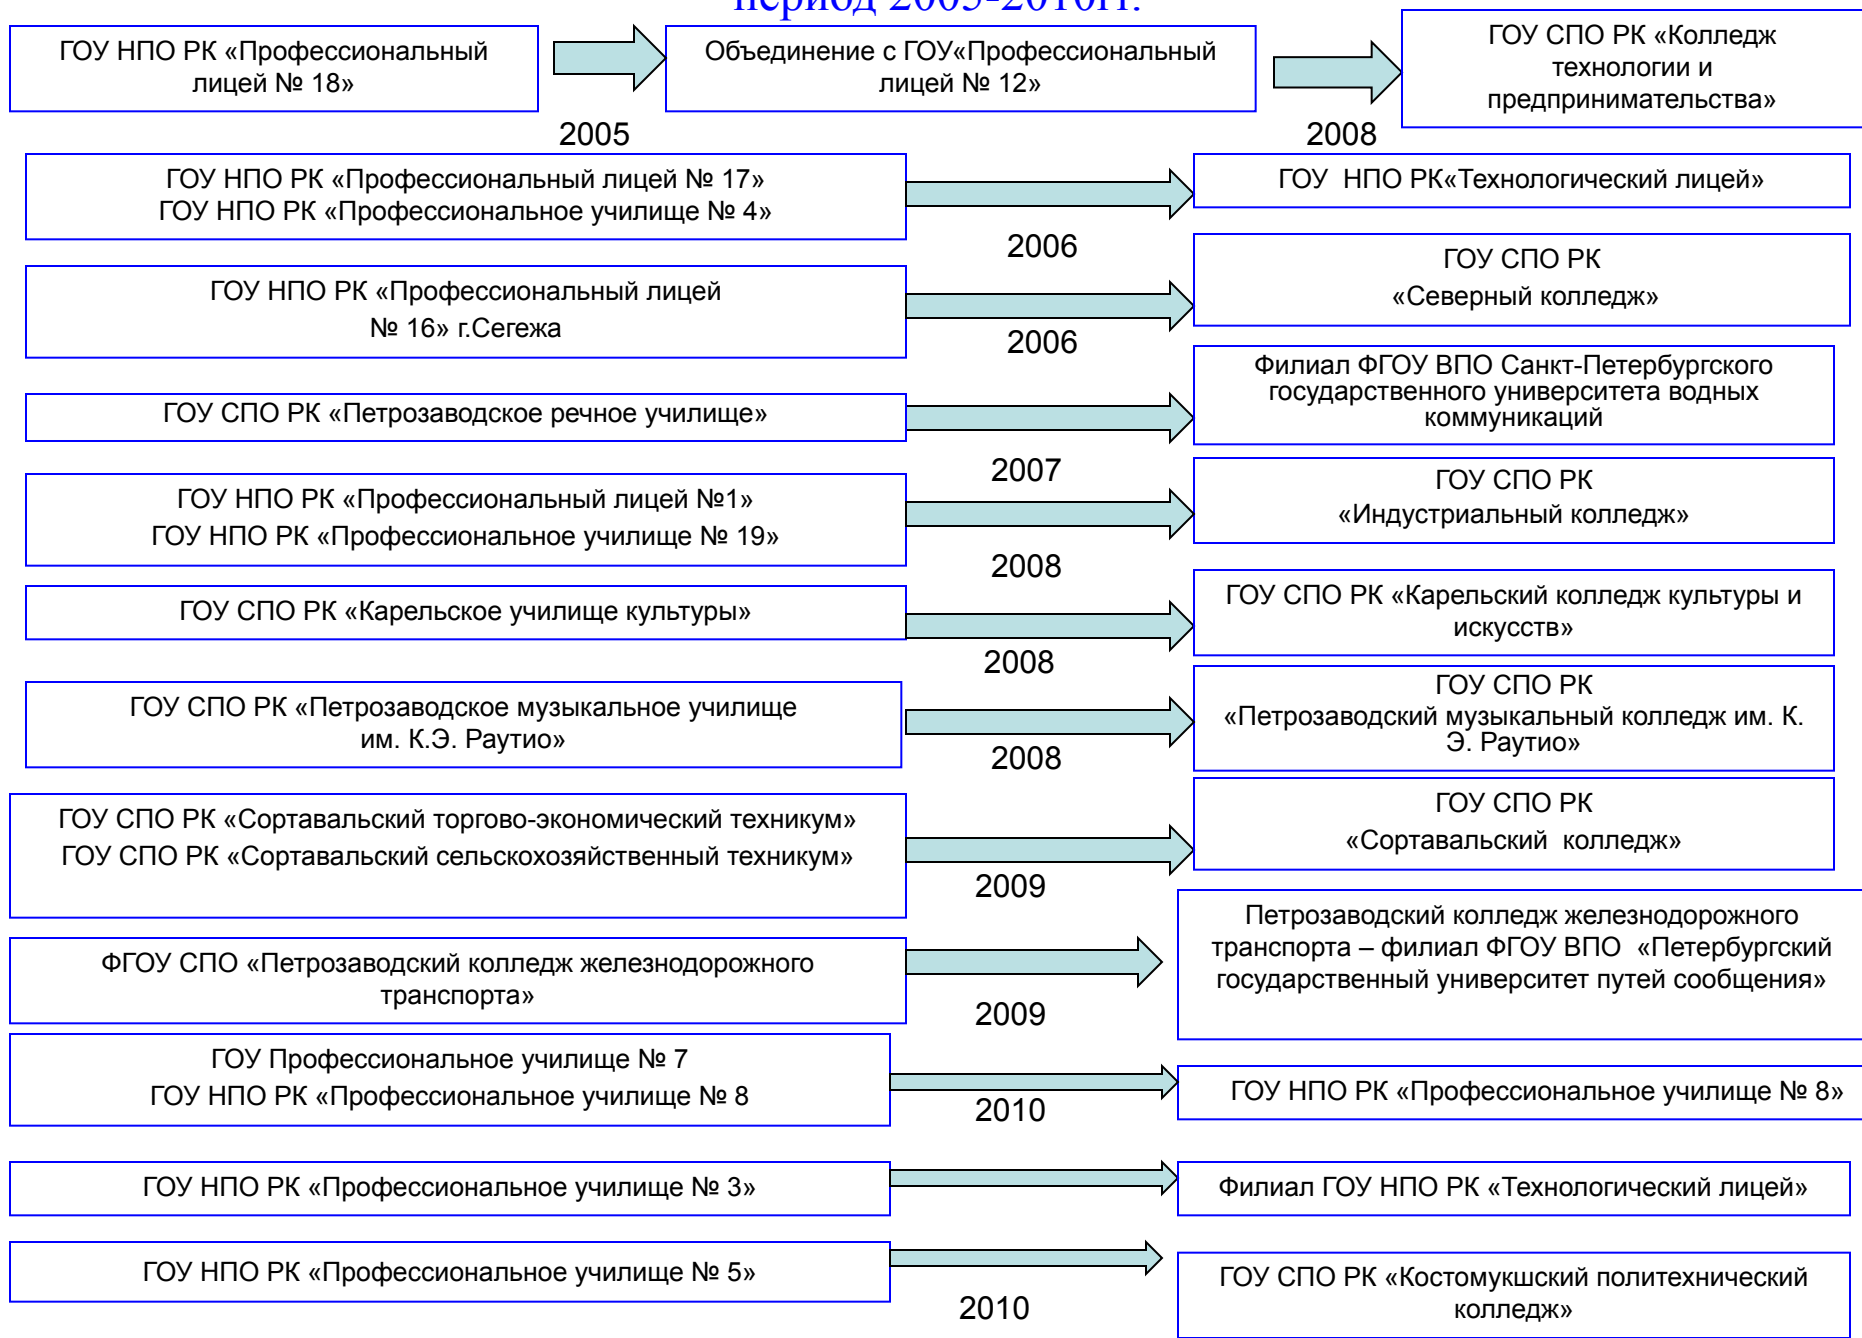 период 2005-2010гг.
ГОУ НПО РК «Профессиональный
лицей № 18»
Объединение с ГОУ«Профессиональный
лицей № 12»
ГОУ СПО РК «Колледж
технологии и
предпринимательства»
2005
2008
ГОУ НПО РК «Профессиональный лицей № 17»
ГОУ НПО РК «Профессиональное училище № 4»
2006
ГОУ  НПО РК«Технологический лицей»
ГОУ НПО РК «Профессиональный лицей
№ 16» г.Сегежа
2006
ГОУ СПО РК
«Северный колледж»
ГОУ СПО РК «Петрозаводское речное училище»
2007
Филиал ФГОУ ВПО Санкт-Петербургского
государственного университета водных
коммуникаций
ГОУ НПО РК «Профессиональный лицей №1»
ГОУ НПО РК «Профессиональное училище № 19»
2008
ГОУ СПО РК
«Индустриальный колледж»
ГОУ СПО РК «Карельское училище культуры»
2008
ГОУ СПО РК «Карельский колледж культуры и
искусств»
ГОУ СПО РК «Петрозаводское музыкальное училище
им. К.Э. Раутио»
2008
ГОУ СПО РК
«Петрозаводский музыкальный колледж им. К.
Э. Раутио»
ГОУ СПО РК «Сортавальский торгово-экономический техникум»
ГОУ СПО РК «Сортавальский сельскохозяйственный техникум»
2009
ГОУ СПО РК
«Сортавальский  колледж»
ФГОУ СПО «Петрозаводский колледж железнодорожного
транспорта»
2009
Петрозаводский колледж железнодорожного
транспорта – филиал ФГОУ ВПО  «Петербургский
государственный университет путей сообщения»
ГОУ Профессиональное училище № 7
ГОУ НПО РК «Профессиональное училище № 8
2010
ГОУ НПО РК «Профессиональное училище № 8»
ГОУ НПО РК «Профессиональное училище № 3»
Филиал ГОУ НПО РК «Технологический лицей»
ГОУ НПО РК «Профессиональное училище № 5»
2010
ГОУ СПО РК «Костомукшский политехнический
колледж»